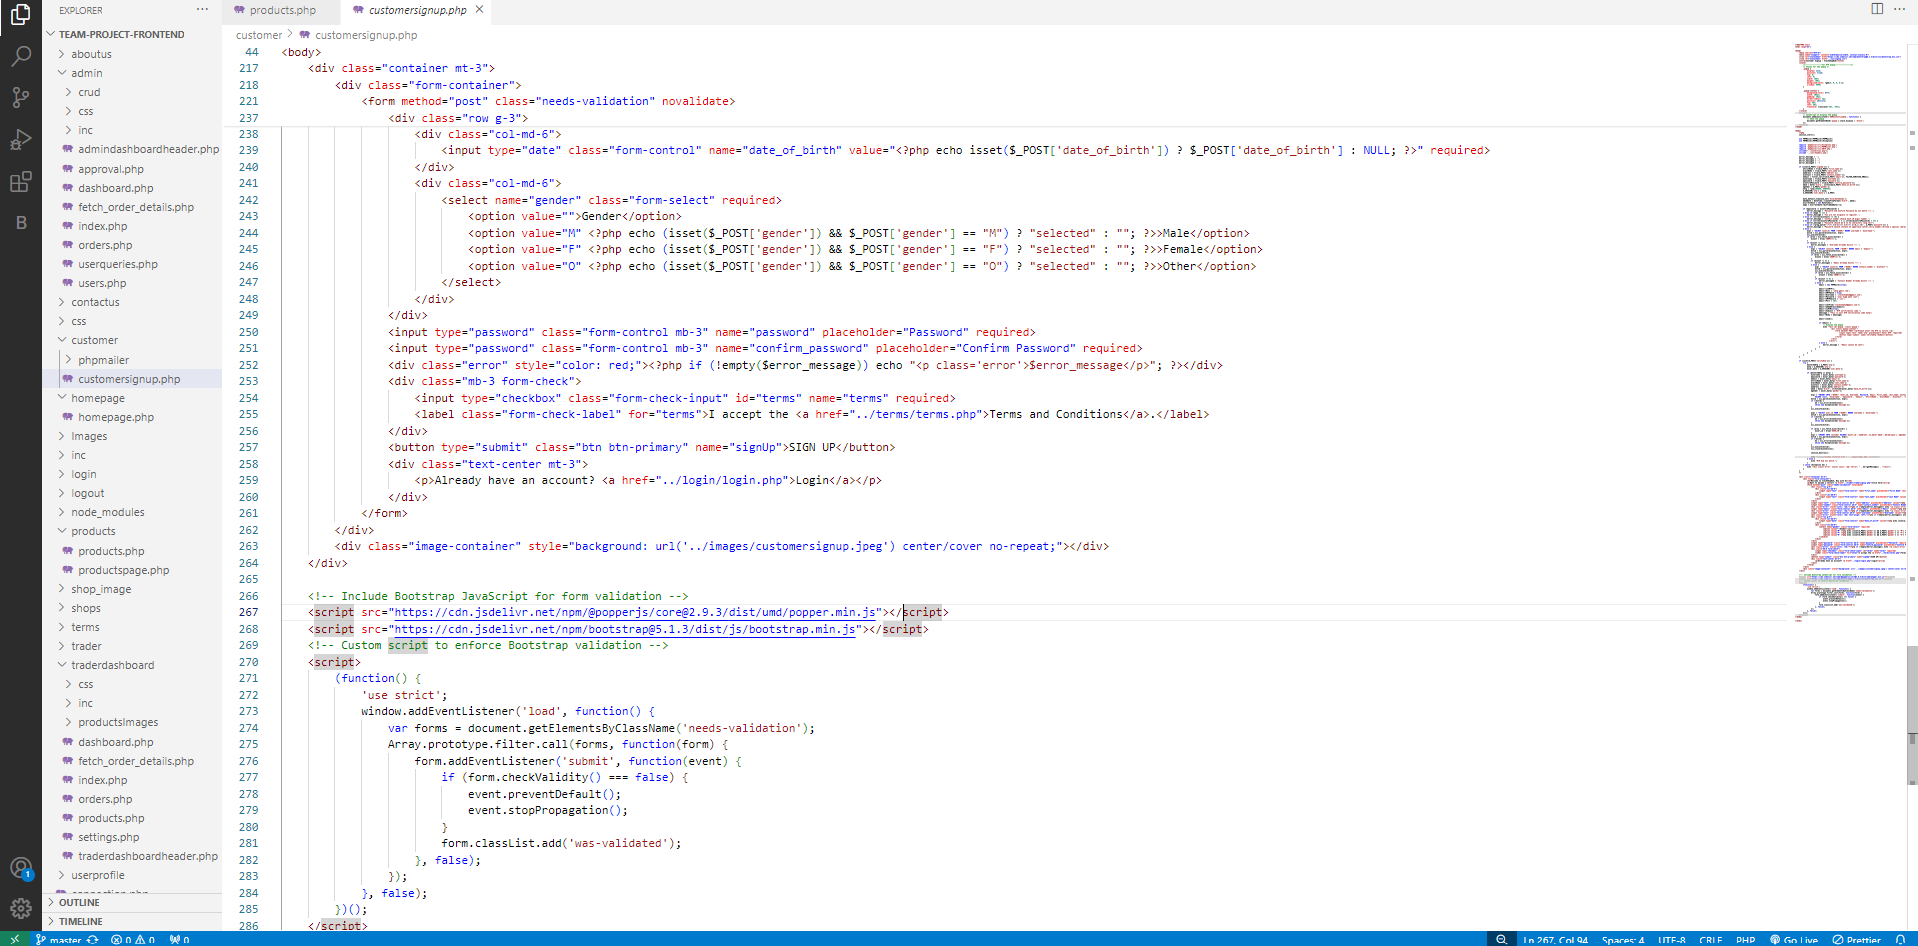 EXPLORER
TEAM-PROJECT-FRONTEND
aboutus
admin
crud
css
inc
admindashboardheader.php
approval.php
dashboard.php
fetch_order_details.php
index.php
orders.php
userqueries.php
users.php
contactus
css
customer
phpmailer
customersignup.php
homepage
homepage.php
Images
inc
login
logout
node_modules
products
products.php
productspage.php
shop_image
shops
terms
trader
traderdashboard
css
inc
productsImages
dashboard.php
fetch_order_details.php
index.php
orders.php
products.php
settings.php
traderdashboardheader.php
userprofile
OUTLINE
TIMELINE
products.php
customersignup.php
customer > customersignup.php
44 <body>
217 <div class="container mt-3">
218 <div class="form-container">
221 <form method="post" class="needs-validation" novalidate>
237 <div class="row g-3">
238 <div class="col-md-6">
239 <input type="date" class="form-control" name="date_of_birth" value="<?php echo isset($_POST['date_of_birth']) ? $_POST['date_of_birth'] : NULL; ?>" required>
240 </div>
241 <div class="col-md-6">
242 <select name="gender" class="form-select" required>
243 <option value="">Gender</option>
244 <option value="M" <?php echo (isset($_POST['gender']) && $_POST['gender'] == "M") ? "selected" : ""; ?>>Male</option>
245 <option value="F" <?php echo (isset($_POST['gender']) && $_POST['gender'] == "F") ? "selected" : ""; ?>>Female</option>
246 <option value="O" <?php echo (isset($_POST['gender']) && $_POST['gender'] == "O") ? "selected" : ""; ?>>Other</option>
247 </select>
248 </div>
249 </div>
250 <input type="password" class="form-control mb-3" name="password" placeholder="Password" required>
251 <input type="password" class="form-control mb-3" name="confirm_password" placeholder="Confirm Password" required>
252 <div class="error" style="color: red;"><?php if (!empty($error_message)) echo "<p class='error'>$error_message</p>"; ?></div>
253 <div class="mb-3 form-check">
254 <input type="checkbox" class="form-check-input" id="terms" name="terms" required>
255 <label class="form-check-label" for="terms">I accept the <a href="../terms/terms.php">Terms and Conditions</a>.</label>
256 </div>
257 <button type="submit" class="btn btn-primary" name="signUp">SIGN UP</button>
258 <div class="text-center mt-3">
259 <p>Already have an account? <a href="../login/login.php">Login</a></p>
260 </div>
261 </form>
262 </div>
263 <div class="image-container" style="background: url('../images/customersignup.jpeg') center/cover no-repeat;"></div>
264 </div>
265
266 <!-- Include Bootstrap JavaScript for form validation -->
267 <script src="https://cdn.jsdelivr.net/npm/@popperjs/core@2.9.3/dist/umd/popper.min.js"></script>
268 <script src="https://cdn.jsdelivr.net/npm/bootstrap@5.1.3/dist/js/bootstrap.min.js"></script>
269 <!-- Custom script to enforce Bootstrap validation -->
270 <script>
271 (function() {
272 'use strict';
273 window.addEventListener('load', function() {
274 var forms = document.getElementsByClassName('needs-validation');
275 Array.prototype.filter.call(forms, function(form) {
276 form.addEventListener('submit', function(event) {
277 if (form.checkValidity() === false) {
278 event.preventDefault();
279 event.stopPropagation();
280 }
281 form.classList.add('was-validated');
282 }, false);
283 });
284 }, false);
285 })();
286 </script>
master 0 0 0 Ln 267, Col 94 Spaces: 4 UTF-8 CRLF PHP Go Live Prettier